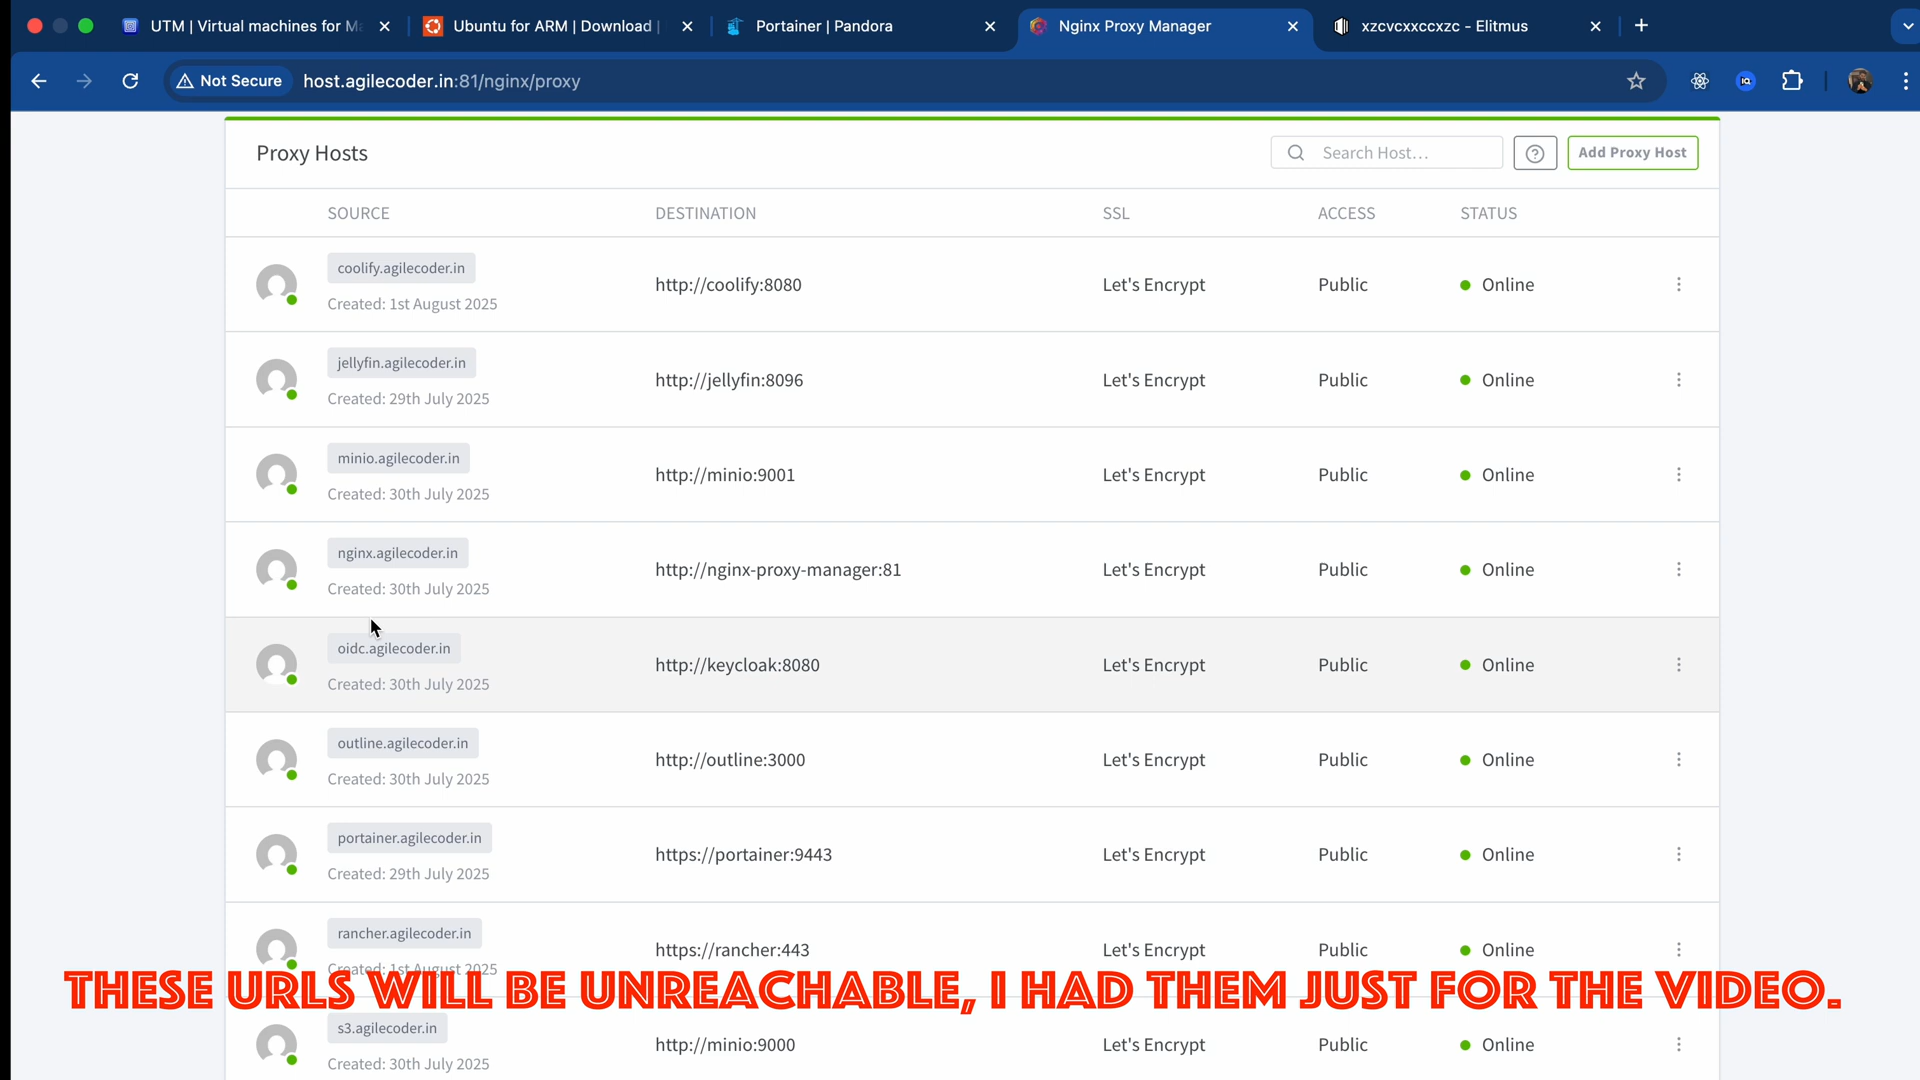 UTM | Virtual machines for Ma
Ubuntu for ARM | Download |
Portainer | Pandora
Nginx Proxy Manager
xzcvcxxccxzc - Elitmus
Not Secure
host.agilecoder.in:81/nginx/proxy
Proxy Hosts
Search Host…
Add Proxy Host
SOURCE DESTINATION SSL ACCESS STATUS
coolify.agilecoder.in
Created: 1st August 2025
http://coolify:8080 Let's Encrypt Public Online
jellyfin.agilecoder.in
Created: 29th July 2025
http://jellyfin:8096 Let's Encrypt Public Online
minio.agilecoder.in
Created: 30th July 2025
http://minio:9001 Let's Encrypt Public Online
nginx.agilecoder.in
Created: 30th July 2025
http://nginx-proxy-manager:81 Let's Encrypt Public Online
oidc.agilecoder.in
Created: 30th July 2025
http://keycloak:8080 Let's Encrypt Public Online
outline.agilecoder.in
Created: 30th July 2025
http://outline:3000 Let's Encrypt Public Online
portainer.agilecoder.in
Created: 29th July 2025
https://portainer:9443 Let's Encrypt Public Online
rancher.agilecoder.in
Created: 1st August 2025
https://rancher:443 Let's Encrypt Public Online
THESE URLS WILL BE UNREACHABLE, I HAD THEM JUST FOR THE VIDEO.
s3.agilecoder.in
Created: 30th July 2025
http://minio:9000 Let's Encrypt Public Online